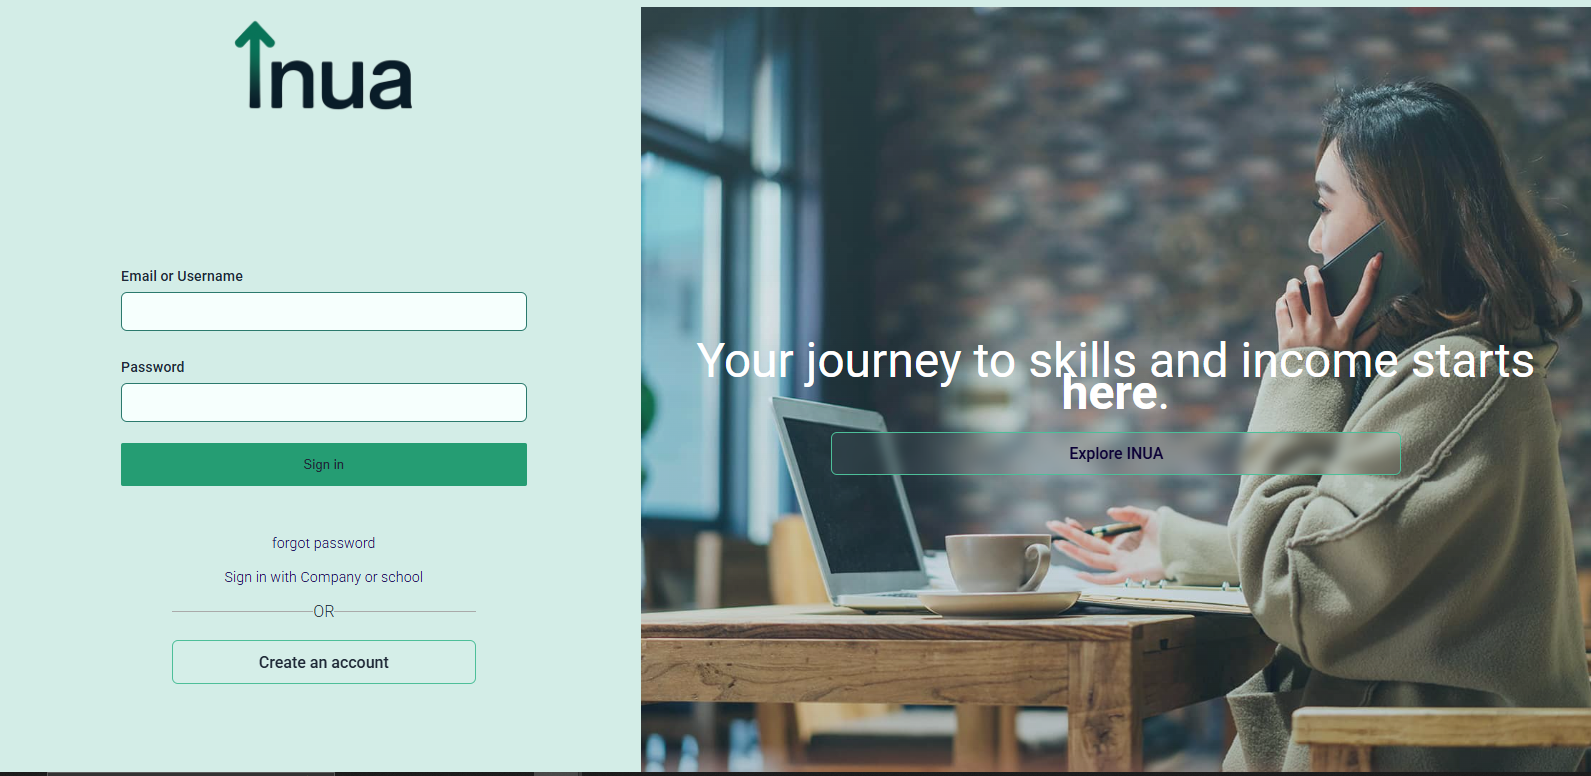 Inua
Email or Username
Password
Sign in
forgot password
Sign in with Company or school
OR
Create an account
Your journey to skills and income starts
here.
Explore INUA